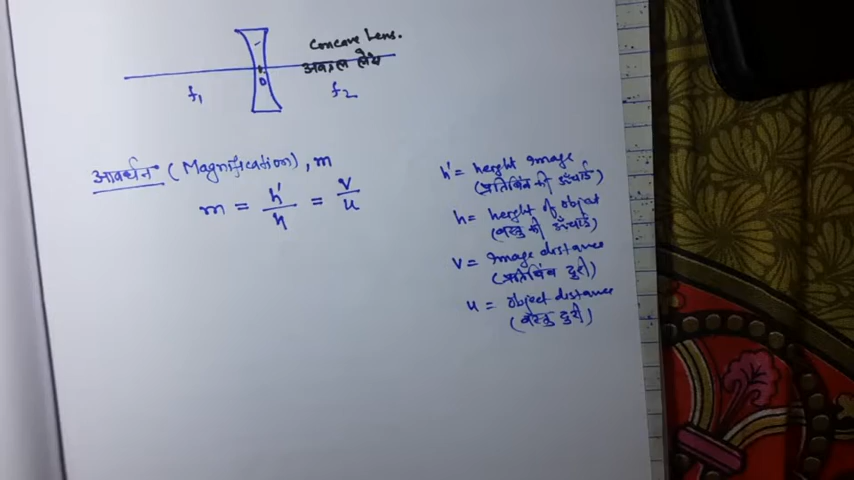 Concave Lens.
अवतल लेंस
O
f₁
f₂
आवर्धन (Magnification), m
m = h'/h = v/u
h' = height image
(प्रतिबिंब की ऊँचाई)
h = height of object
(वस्तु की ऊँचाई)
v = Image distance
(प्रतिबिंब दुरी)
u = object distance
(वस्तु दुरी)